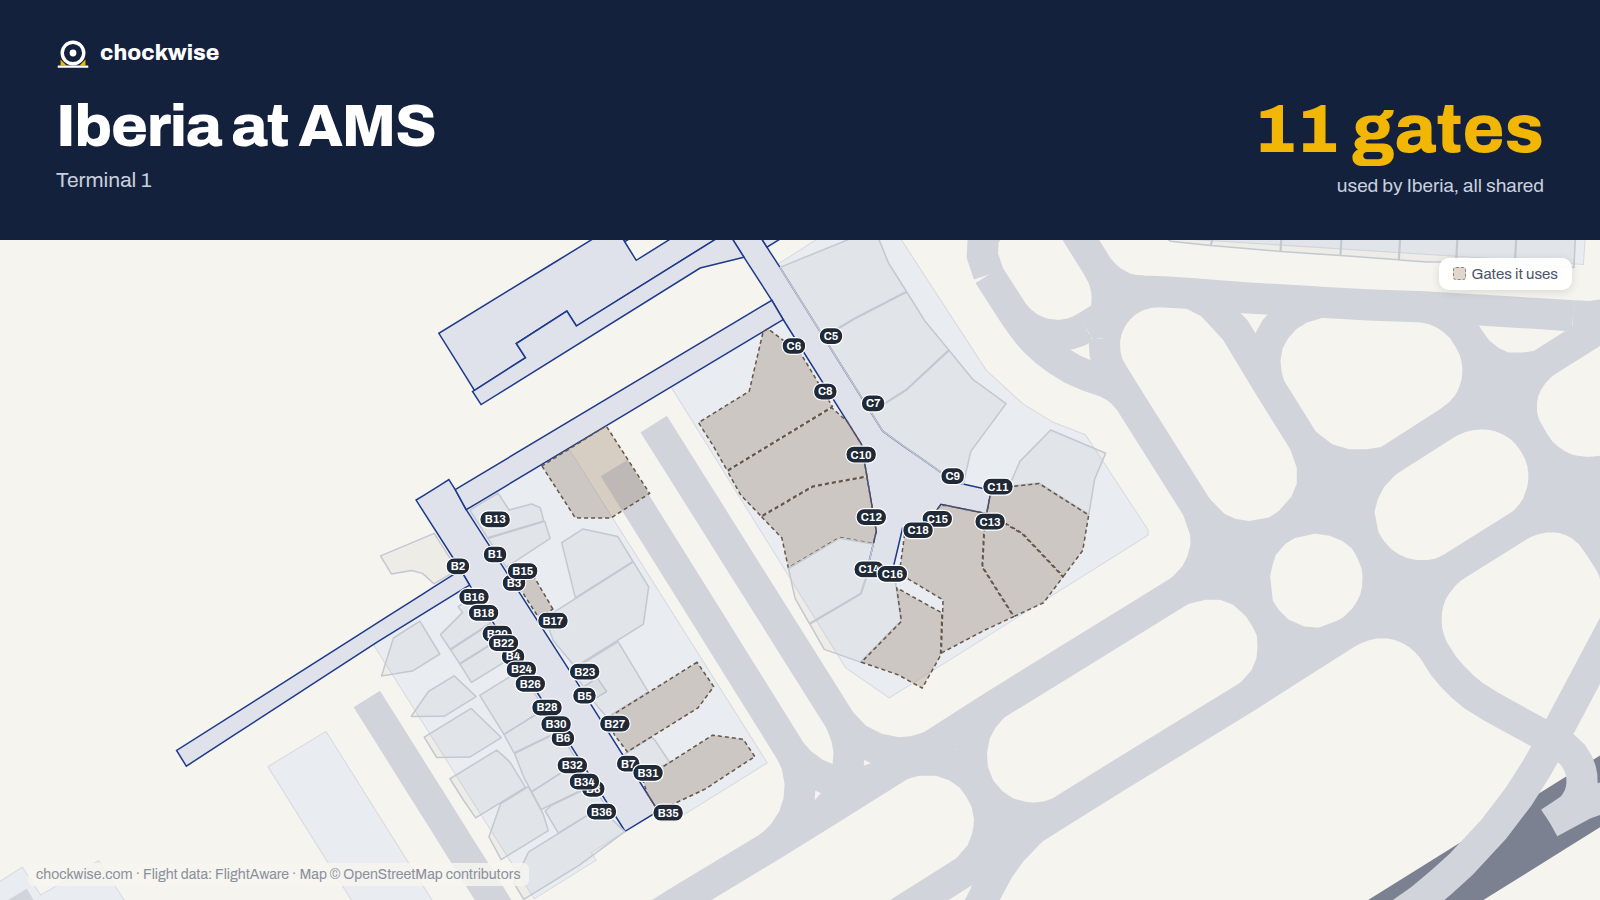 chockwise
Iberia at AMS
Terminal 1
11 gates
used by Iberia, all shared
Gates it uses
C5
C6
C8
C7
C10
C9
C11
C12
C15
C13
C18
C14
C16
B13
B1
B2
B15
B3
B16
B18
B17
B20
B22
B4
B24
B23
B26
B5
B28
B30
B27
B6
B7
B32
B31
B34
B36
B35
chockwise.com · Flight data: FlightAware · Map © OpenStreetMap contributors